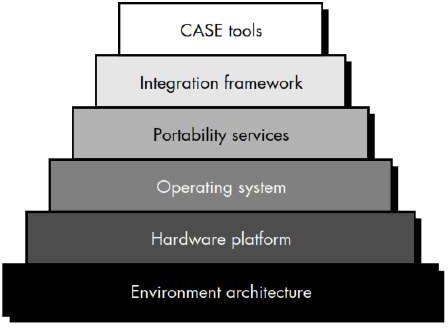 CASE tools
Integration framework
Portability services
Operating system
Hardware platform
Environment architecture